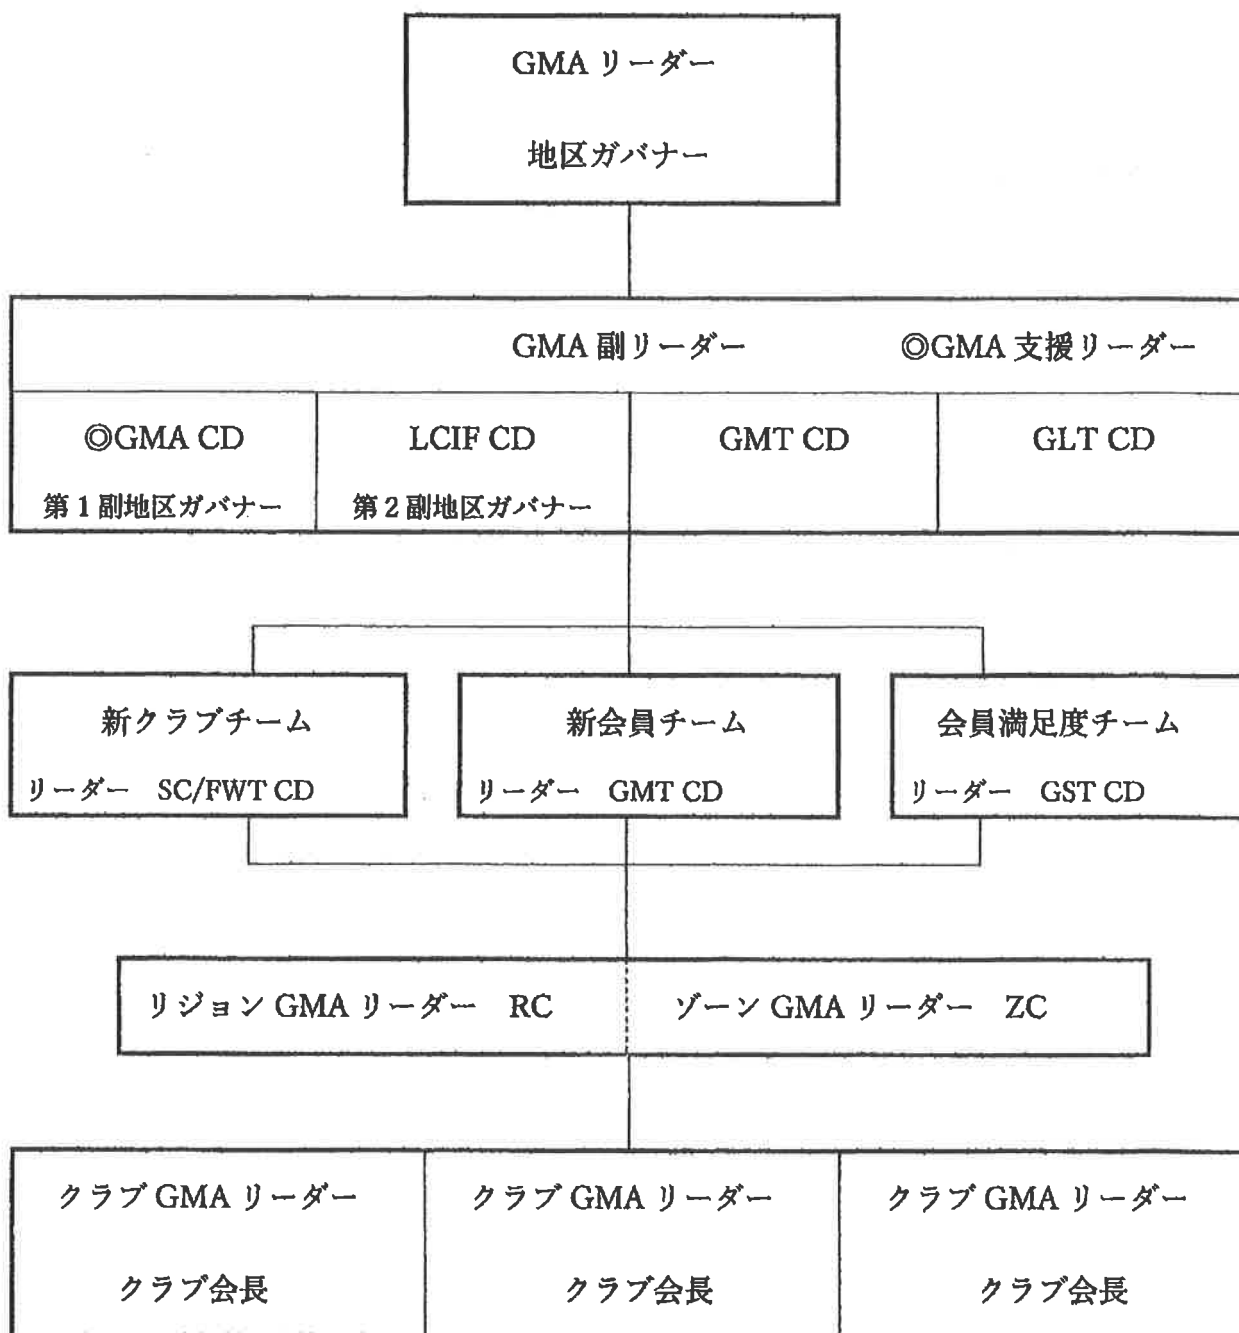 GMA リーダー
地区ガバナー
GMA 副リーダー ◎GMA 支援リーダー
◎GMA CD
第1副地区ガバナー
LCIF CD
第2副地区ガバナー
GMT CD
GLT CD
新クラブチーム
リーダー SC/FWT CD
新会員チーム
リーダー GMT CD
会員満足度チーム
リーダー GST CD
リジョン GMA リーダー RC
ゾーン GMA リーダー ZC
クラブ GMA リーダー
クラブ会長
クラブ GMA リーダー
クラブ会長
クラブ GMA リーダー
クラブ会長